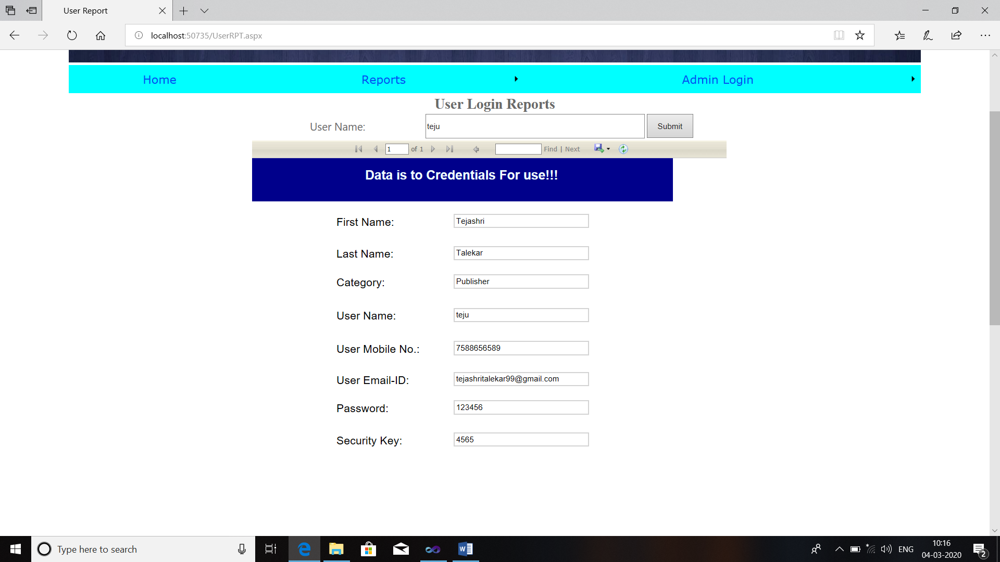 User Report
localhost:50735/UserRPT.aspx
Home Reports Admin Login
User Login Reports
User Name: teju Submit
1 of 1 Find | Next
Data is to Credentials For use!!!
First Name: Tejashri
Last Name: Talekar
Category: Publisher
User Name: teju
User Mobile No.: 7588656589
User Email-ID: tejashritalekar99@gmail.com
Password: 123456
Security Key: 4565
Type here to search
ENG
10:16
04-03-2020
2